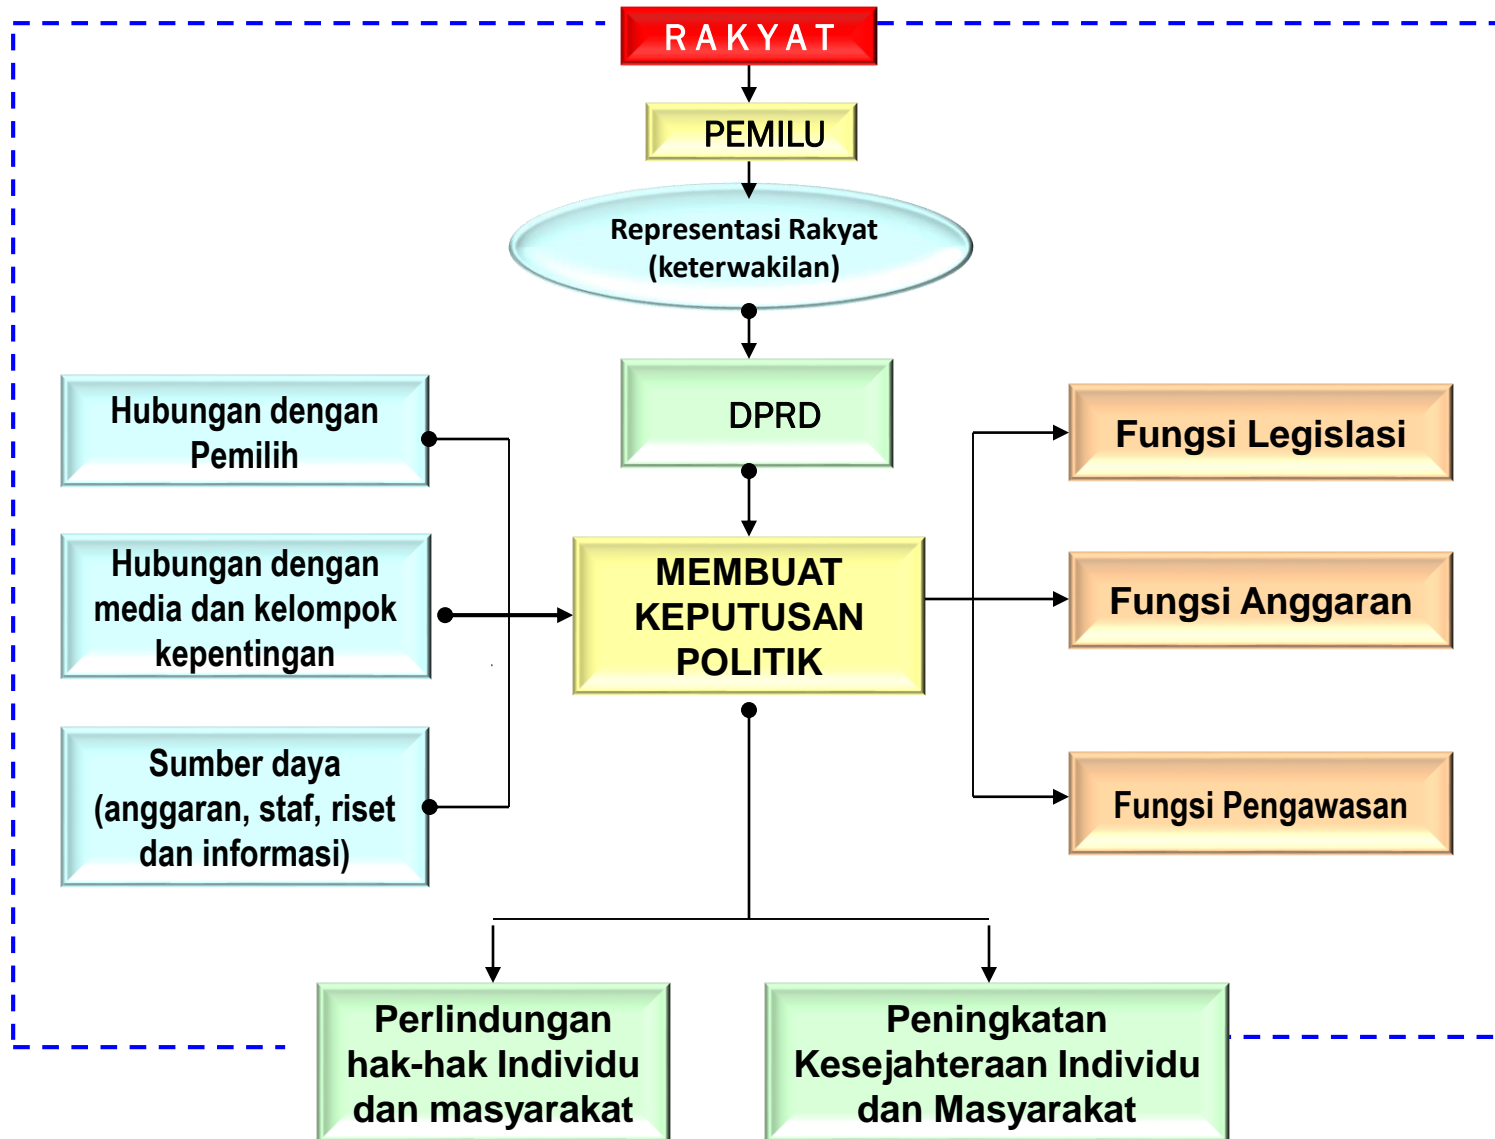 R A K Y A T
PEMILU
Representasi Rakyat
(keterwakilan)
DPRD
Hubungan dengan
Pemilih
Hubungan dengan
media dan kelompok
kepentingan
Sumber daya
(anggaran, staf, riset
dan informasi)
MEMBUAT
KEPUTUSAN
POLITIK
Fungsi Legislasi
Fungsi Anggaran
Fungsi Pengawasan
Perlindungan
hak-hak Individu
dan masyarakat
Peningkatan
Kesejahteraan Individu
dan Masyarakat